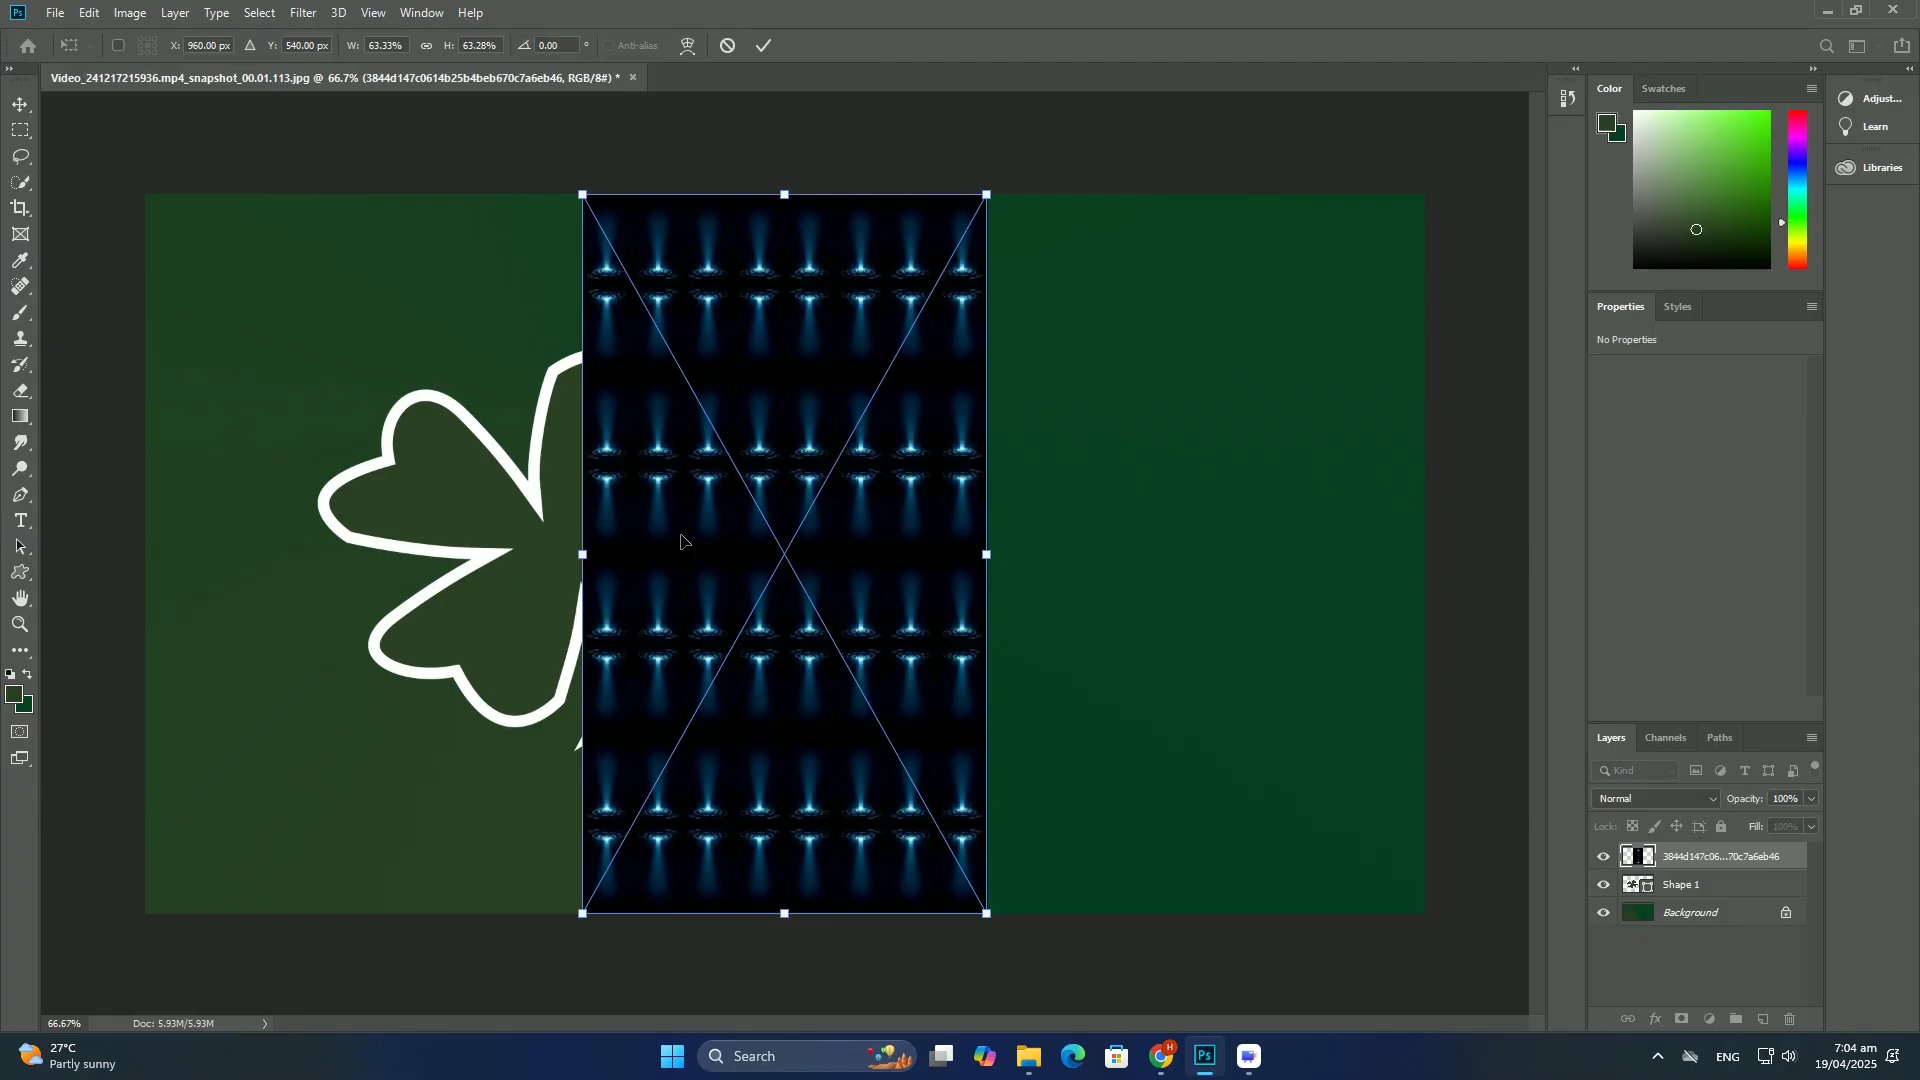 Ps File Edit Image Layer Type Select Filter 3D View Window Help
X: 960.00 px Y: 540.00 px W: 63.33% H: 63.28% 0.00 ° Anti-alias
Video_241217215936.mp4_snapshot_00.01.113.jpg @ 66.7% (3844d147c0614b25b4beb670c7a6eb46, RGB/8#) *
Color Swatches
Adjust...
Learn
Libraries
Properties Styles
No Properties
Layers Channels Paths
Kind
Normal Opacity: 100%
Lock: Fill: 100%
3844d147c06...70c7a6eb46
Shape 1
Background
66.67% Doc: 5.93M/5.93M
27°C
Partly sunny
Search
H
Ps
ENG
7:04 am
19/04/2025